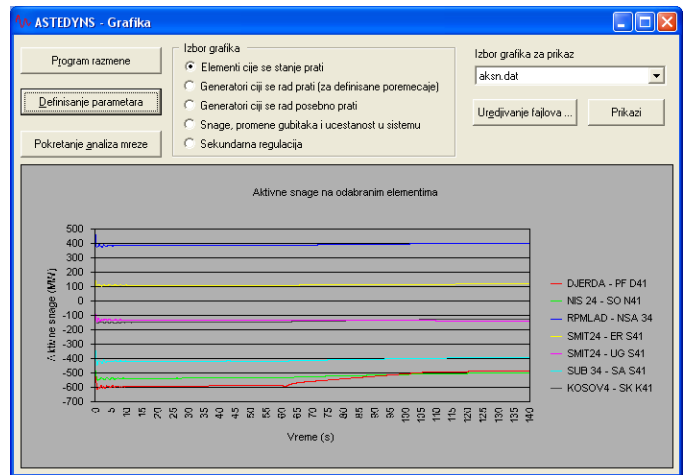 ASTEDYNS - Grafika
Program razmene
Definisanje parametara
Pokretanje analiza mreze
Izbor grafika
Elementi cije se stanje prati
Generatori ciji se rad prati (za definisane poremecaje)
Generatori ciji se rad posebno prati
Snage, promene gubitaka i ucestanost u sistemu
Sekundarna regulacija
Izbor grafika za prikaz
aksn.dat
Uredjivanje fajlova ...
Prikazi
Aktivne snage na odabranim elementima
Aktivne snage (MW)
500
400
300
200
100
0
-100
-200
-300
-400
-500
-600
-700
0 5 10 15 20 25 30 35 40 45 50 55 60 65 70 75 80 85 90 95 100 105 110 115 120 125 130 135 140
Vreme (s)
DJERDA - PF D41
NIS 24 - SO N41
RPMLAD - NSA 34
SMIT24 - ER S41
SMIT24 - UG S41
SUB 34 - SA S41
KOSOV4 - SK K41